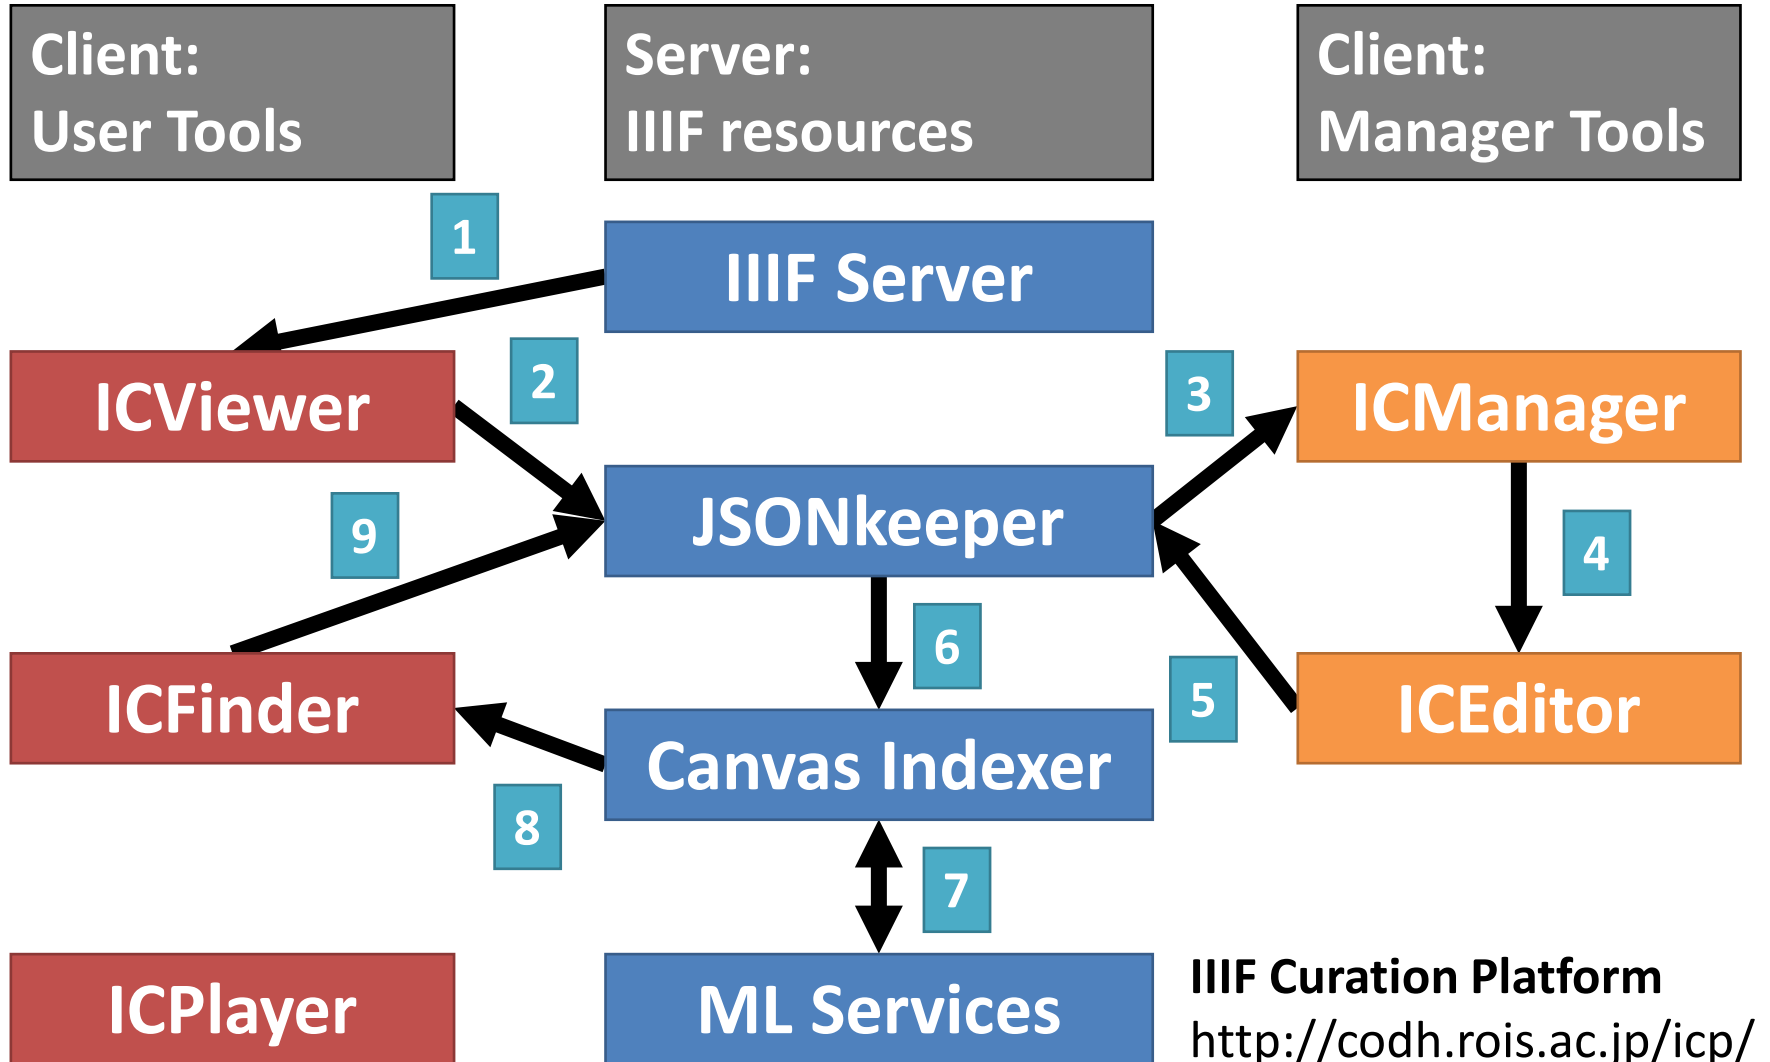 Client:
User Tools
Server:
IIIF resources
Client:
Manager Tools
1
IIIF Server
ICViewer
2
3
ICManager
JSONkeeper
9
4
6
5
ICFinder
Canvas Indexer
ICEditor
8
7
ICPlayer
ML Services
IIIF Curation Platform
http://codh.rois.ac.jp/icp/